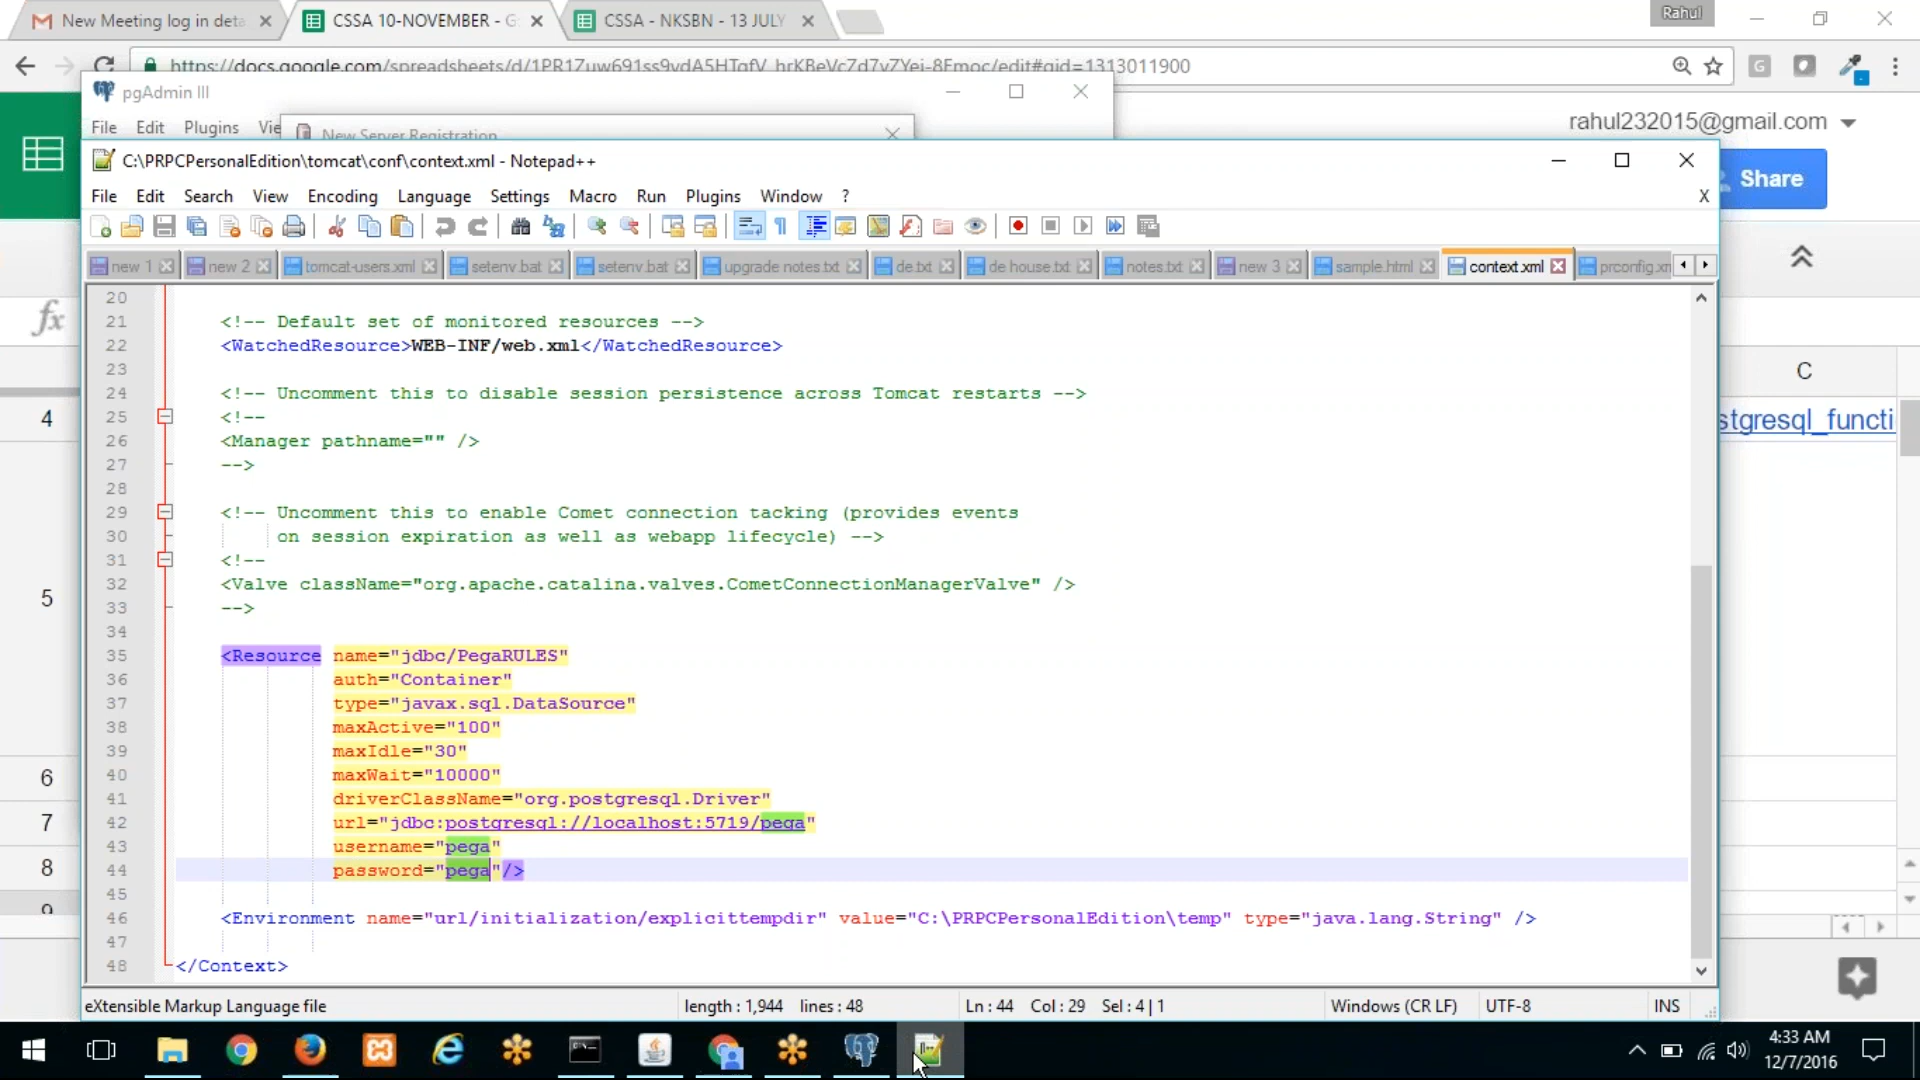 New Meeting log in deta
CSSA 10-NOVEMBER - G
CSSA - NKSBN - 13 JULY
Rahul
pgAdmin III
rahul232015@gmail.com
File Edit Plugins Vie
New Server Registration
C:\PRPCPersonalEdition\tomcat\conf\context.xml - Notepad++
Share
File Edit Search View Encoding Language Settings Macro Run Plugins Window ? X
new 1 new 2 tomcat-users.xml setenv.bat setenv.bat upgrade notes.txt de.txt de house.txt notes.txt new 3 sample.html context.xml prconfig.xm
fx
C
4
stgresql_functi
5
6
7
8
9
20
21 <!-- Default set of monitored resources -->
22 <WatchedResource>WEB-INF/web.xml</WatchedResource>
23
24 <!-- Uncomment this to disable session persistence across Tomcat restarts -->
25 <!--
26 <Manager pathname="" />
27 -->
28
29 <!-- Uncomment this to enable Comet connection tacking (provides events
30 on session expiration as well as webapp lifecycle) -->
31 <!--
32 <Valve className="org.apache.catalina.valves.CometConnectionManagerValve" />
33 -->
34
35 <Resource name="jdbc/PegaRULES"
36 auth="Container"
37 type="javax.sql.DataSource"
38 maxActive="100"
39 maxIdle="30"
40 maxWait="10000"
41 driverClassName="org.postgresql.Driver"
42 url="jdbc:postgresql://localhost:5719/pega"
43 username="pega"
44 password="pega"/>
45
46 <Environment name="url/initialization/explicittempdir" value="C:\PRPCPersonalEdition\temp" type="java.lang.String" />
47
48 </Context>
eXtensible Markup Language file length : 1,944 lines : 48 Ln : 44 Col : 29 Sel : 4 | 1 Windows (CR LF) UTF-8 INS
4:33 AM
12/7/2016